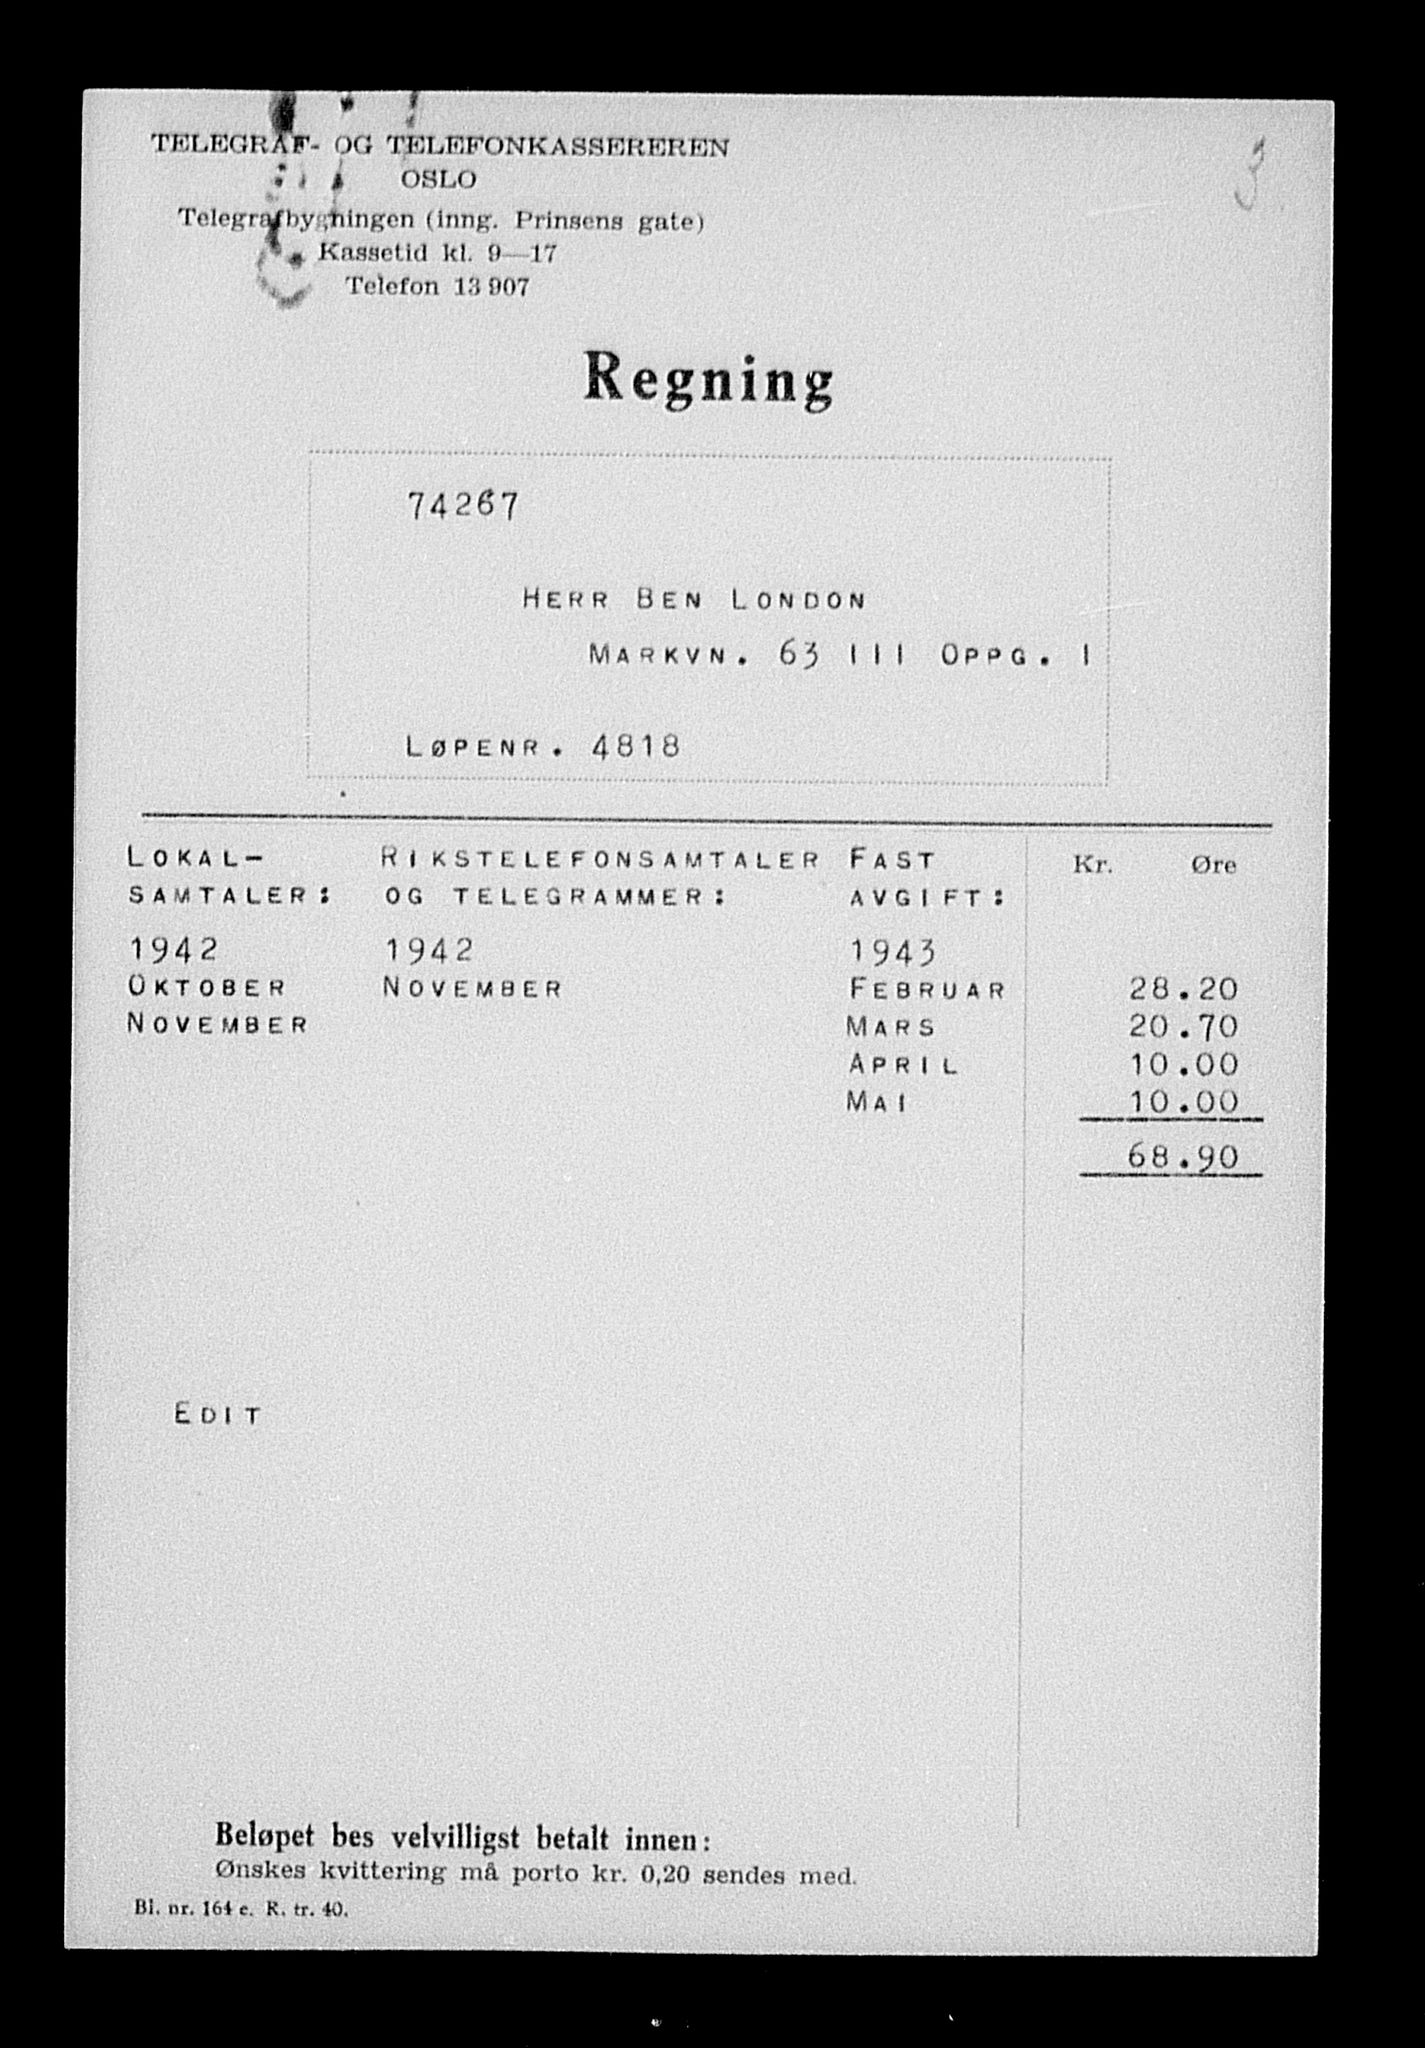 3
TELEGRAF- OG TELEFONKASSEREREN
OSLO
Telegrafbygningen (inng. Prinsens gate)
Kassetid kl. 9—17
Telefon 13 907
Regning
74267
HERR BEN LONDON
MARKVN. 63 III OPPG. I
LØPENR. 4818
LOKAL- RIKSTELEFONSAMTALER FAST Kr. Øre
SAMTALER: OG TELEGRAMMER: AVGIFT:
1942 1942 1943
OKTOBER NOVEMBER FEBRUAR 28.20
NOVEMBER MARS 20.70
APRIL 10.00
MAI 10.00
68.90
EDIT
Beløpet bes velvilligst betalt innen:
Ønskes kvittering må porto kr. 0,20 sendes med.
Bl. nr. 164 e. R. tr. 40.